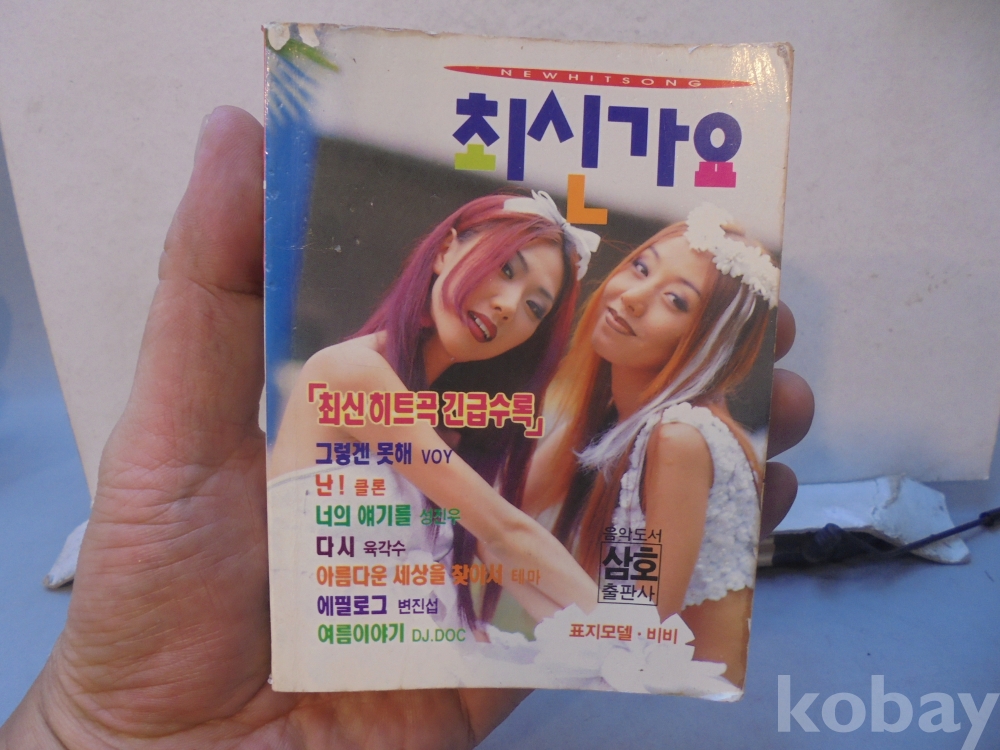 NEWHITSONG
최신가요
「최신히트곡 긴급수록」
그렇겐 못해 VOY
난! 클론
너의 얘기를 성진우
다시 육각수
아름다운 세상을 찾아서 테마
에필로그 변진섭
여름이야기 DJ.DOC
음악도서
삼호
출판사
표지모델·비비
kobay